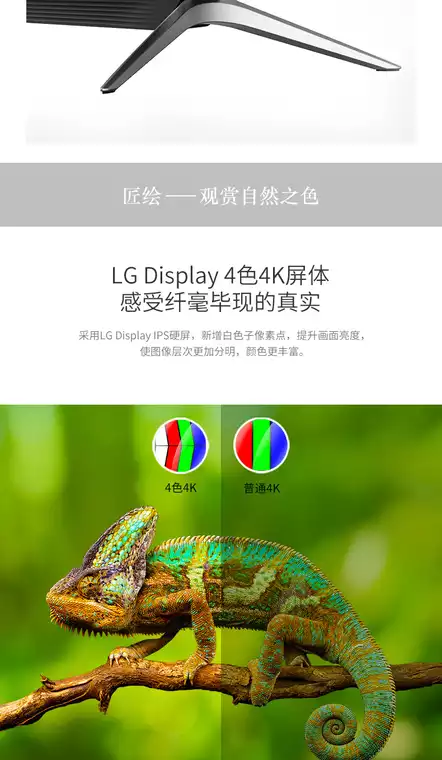 匠绘——观赏自然之色
LG Display 4色4K屏体
感受纤毫毕现的真实
采用LG Display IPS硬屏，新增白色子像素点，提升画面亮度，
使图像层次更加分明，颜色更丰富。
4色4K 普通4K